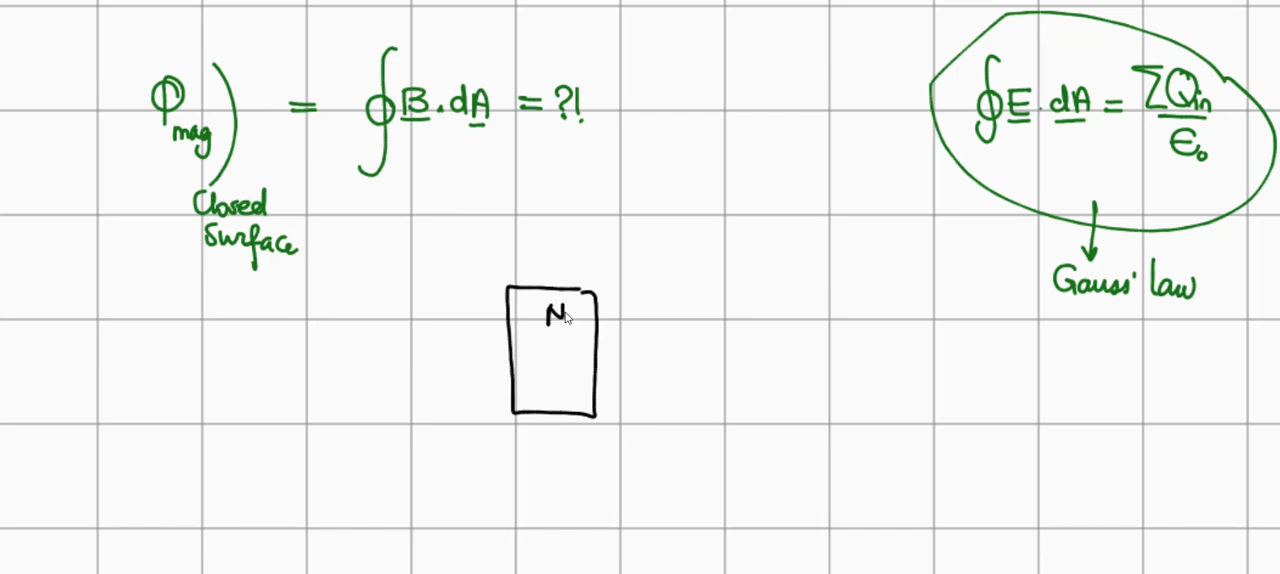 Φmag)Closed Surface = ∮B.dA = ?!
∮E.dA = ΣQin/ϵ₀
Gauss' law
N